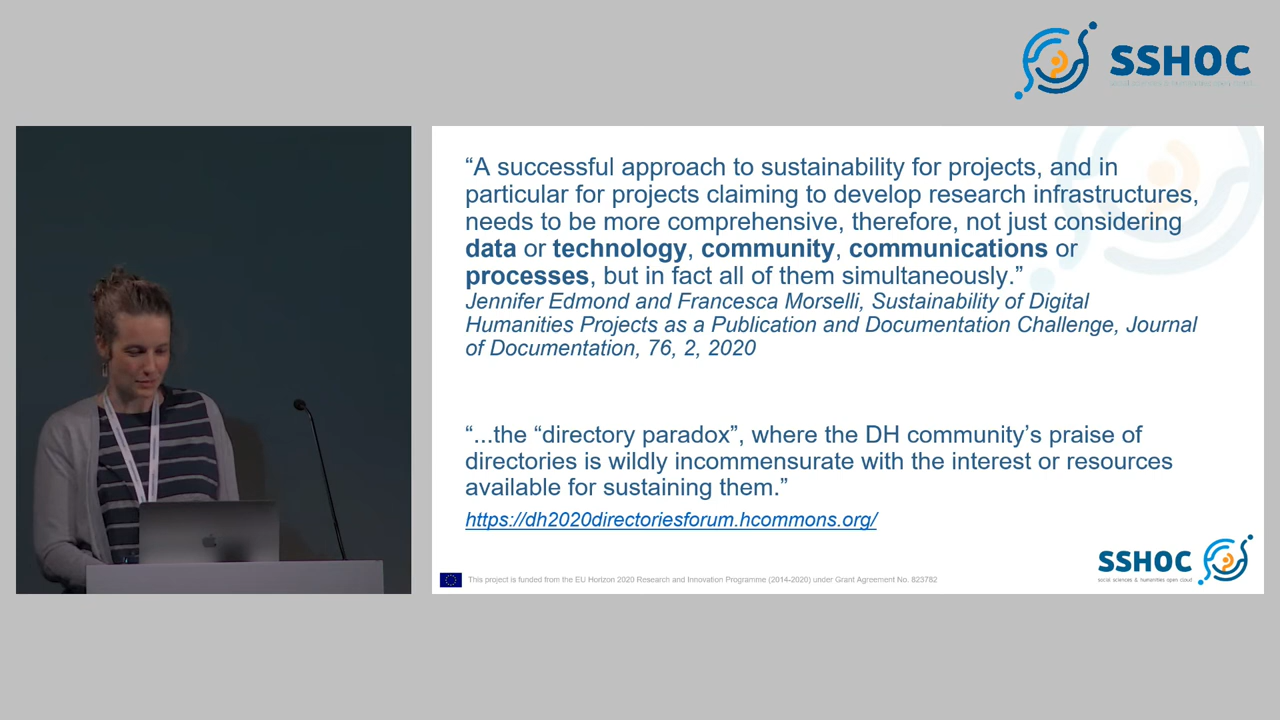 SSHOC
social sciences & humanities open cloud
“A successful approach to sustainability for projects, and in
particular for projects claiming to develop research infrastructures,
needs to be more comprehensive, therefore, not just considering
data or technology, community, communications or
processes, but in fact all of them simultaneously.”
Jennifer Edmond and Francesca Morselli, Sustainability of Digital
Humanities Projects as a Publication and Documentation Challenge, Journal
of Documentation, 76, 2, 2020
“...the “directory paradox”, where the DH community’s praise of
directories is wildly incommensurate with the interest or resources
available for sustaining them.”
https://dh2020directoriesforum.hcommons.org/
This project is funded from the EU Horizon 2020 Research and Innovation Programme (2014-2020) under Grant Agreement No. 823782
SSHOC
social sciences & humanities open cloud